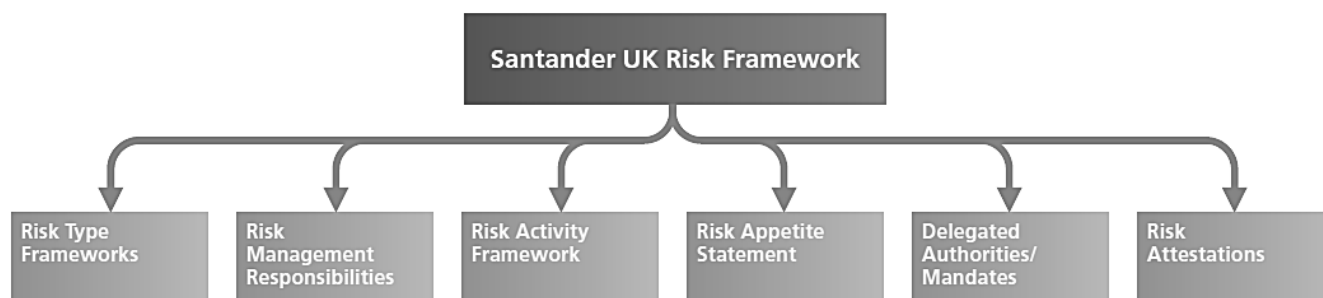 Santander UK Risk Framework
Risk Type
Frameworks
Risk
Management
Responsibilities
Risk Activity
Framework
Risk Appetite
Statement
Delegated
Authorities/
Mandates
Risk
Attestations